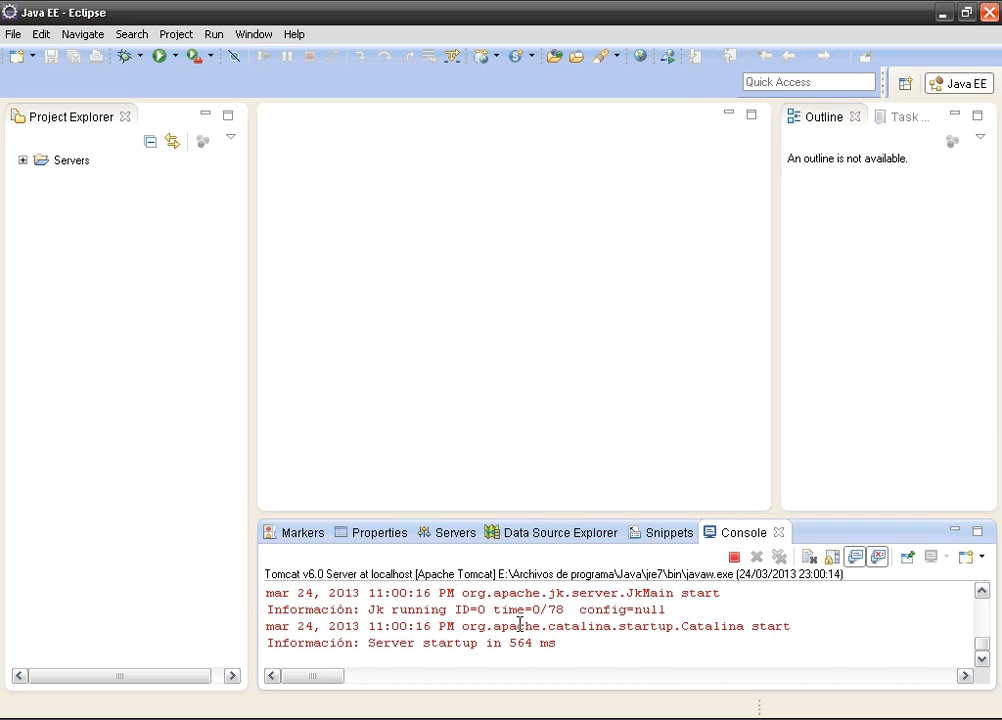 Java EE - Eclipse
File Edit Navigate Search Project Run Window Help
Quick Access
Java EE
Project Explorer
Outline
Task ...
Servers
An outline is not available.
Markers Properties Servers Data Source Explorer Snippets Console
Tomcat v6.0 Server at localhost [Apache Tomcat] E:\Archivos de programa\Java\jre7\bin\javaw.exe (24/03/2013 23:00:14)
mar 24, 2013 11:00:16 PM org.apache.jk.server.JkMain start
Información: Jk running ID=0 time=0/78  config=null
mar 24, 2013 11:00:16 PM org.apache.catalina.startup.Catalina start
Información: Server startup in 564 ms